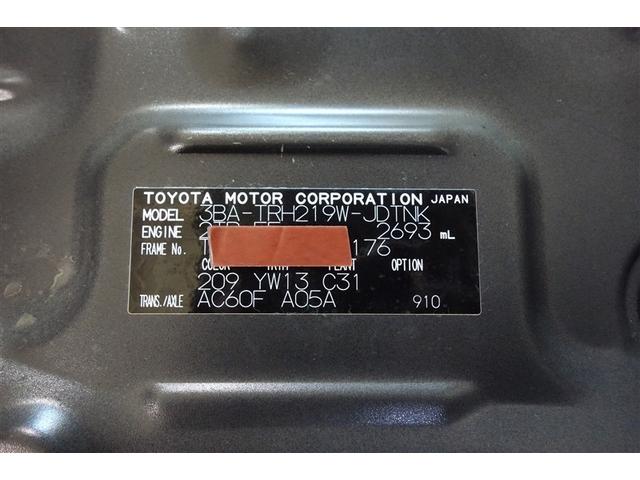 TOYOTA MOTOR CORPORATION JAPAN
MODEL 3BA-TRH219W-JDTNK
ENGINE 2693 mL
FRAME No. T 176
COLOR TRIM PLANT OPTION
209 YW13 C31
TRANS./AXLE AC60F A05A 910